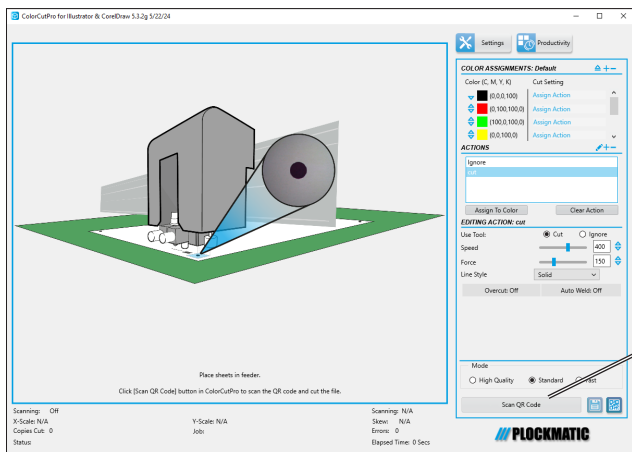 ColorCutPro for Illustrator & CorelDraw 5.3.2g 5/22/24
Settings
Productivity
COLOR ASSIGNMENTS: Default
Color (C, M, Y, K) Cut Setting
(0,0,0,100) Assign Action
(0,100,100,0) Assign Action
(100,0,100,0) Assign Action
(0,0,100,0) Assign Action
ACTIONS
Ignore
cut
Assign To Color
Clear Action
EDITING ACTION: cut
Use Tool: Cut Ignore
Speed 400
Force 150
Line Style Solid
Overcut: Off
Auto Weld: Off
Mode
High Quality Standard Fast
Scan QR Code
Place sheets in feeder.
Click [Scan QR Code] button in ColorCutPro to scan the QR code and cut the file.
Scanning: Off Scanning: N/A
X-Scale: N/A Y-Scale: N/A Skew: N/A
Copies Cut: 0 Job: Errors: 0
Status: Elapsed Time: 0 Secs
PLOCKMATIC